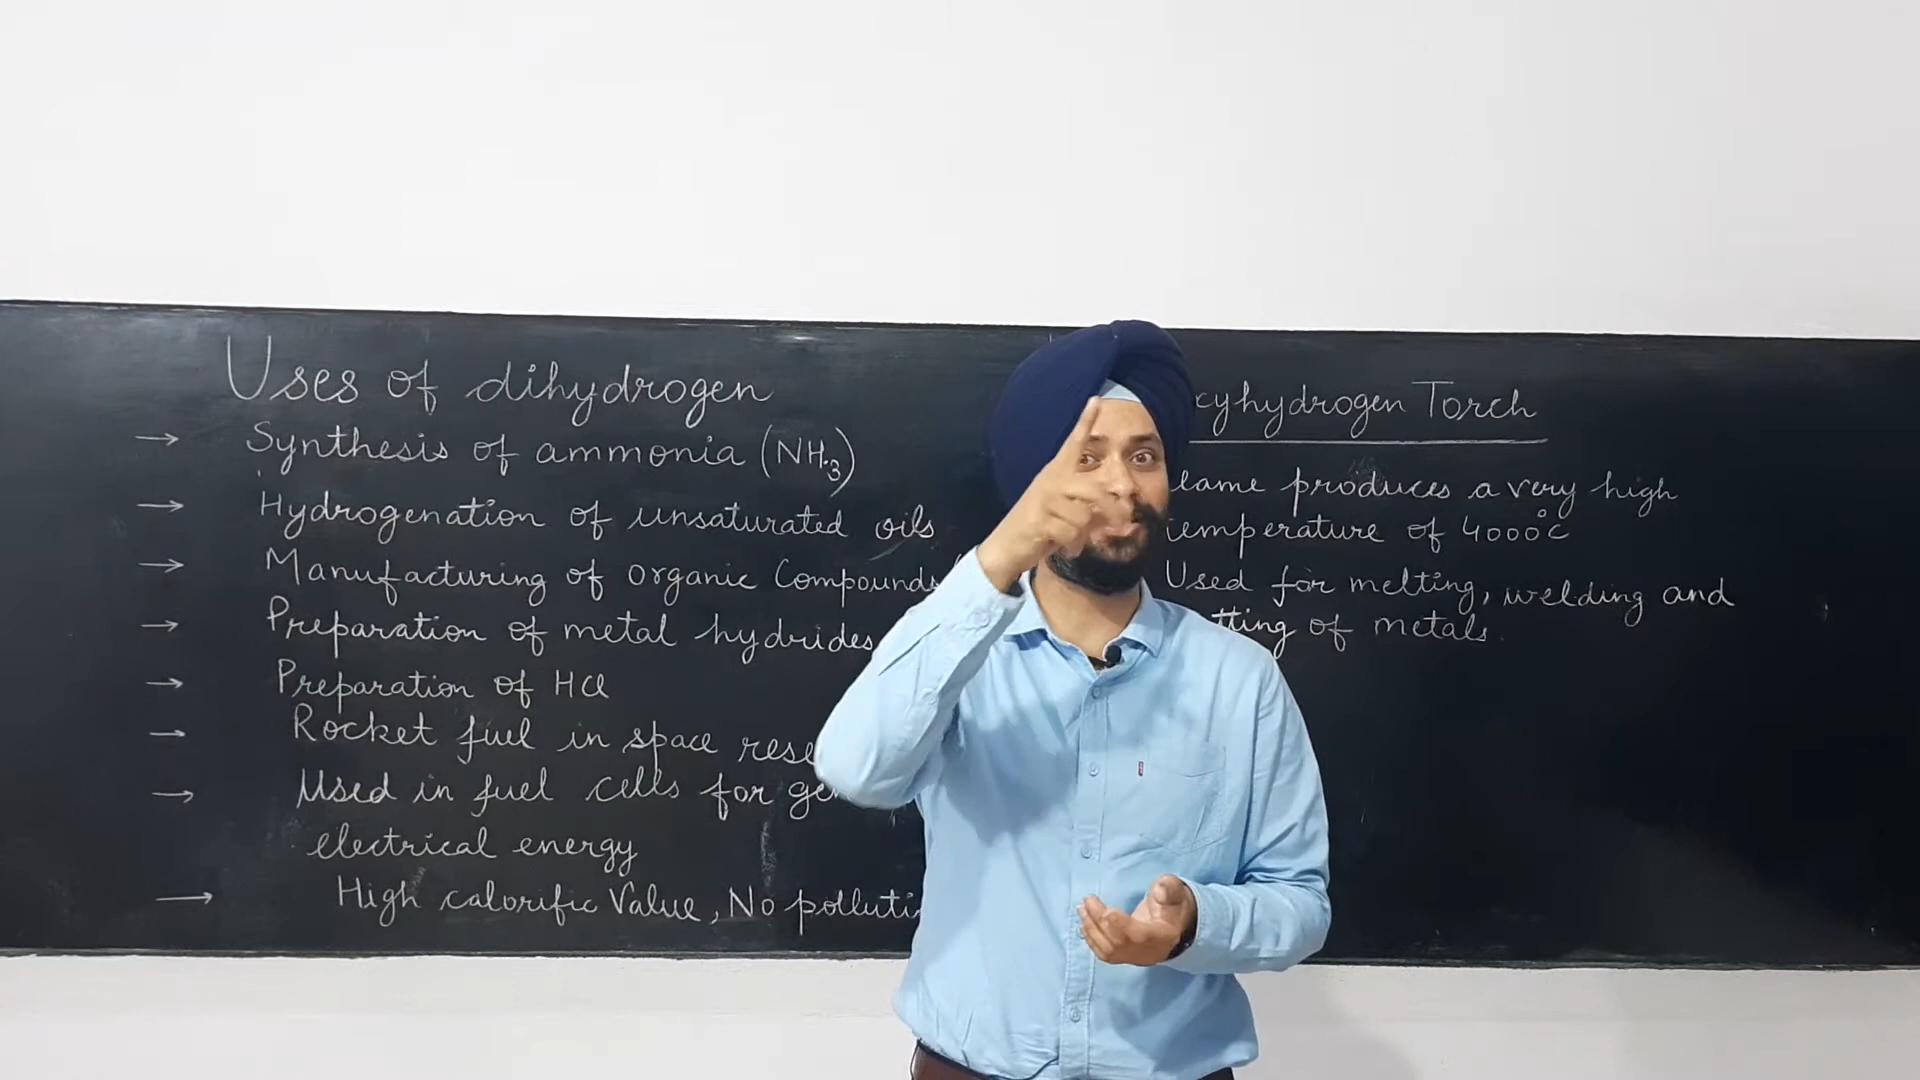 Uses of dihydrogen
→ Synthesis of ammonia (NH3)
→ Hydrogenation of unsaturated oils
→ Manufacturing of organic Compounds
→ Preparation of metal hydrides
→ Preparation of HCl
→ Rocket fuel in space
→ Used in fuel cells for
electrical energy
→ High calorific Value, No
Torch
produces a very high
temperature of 4000°C
Used for melting, welding and
of metals.